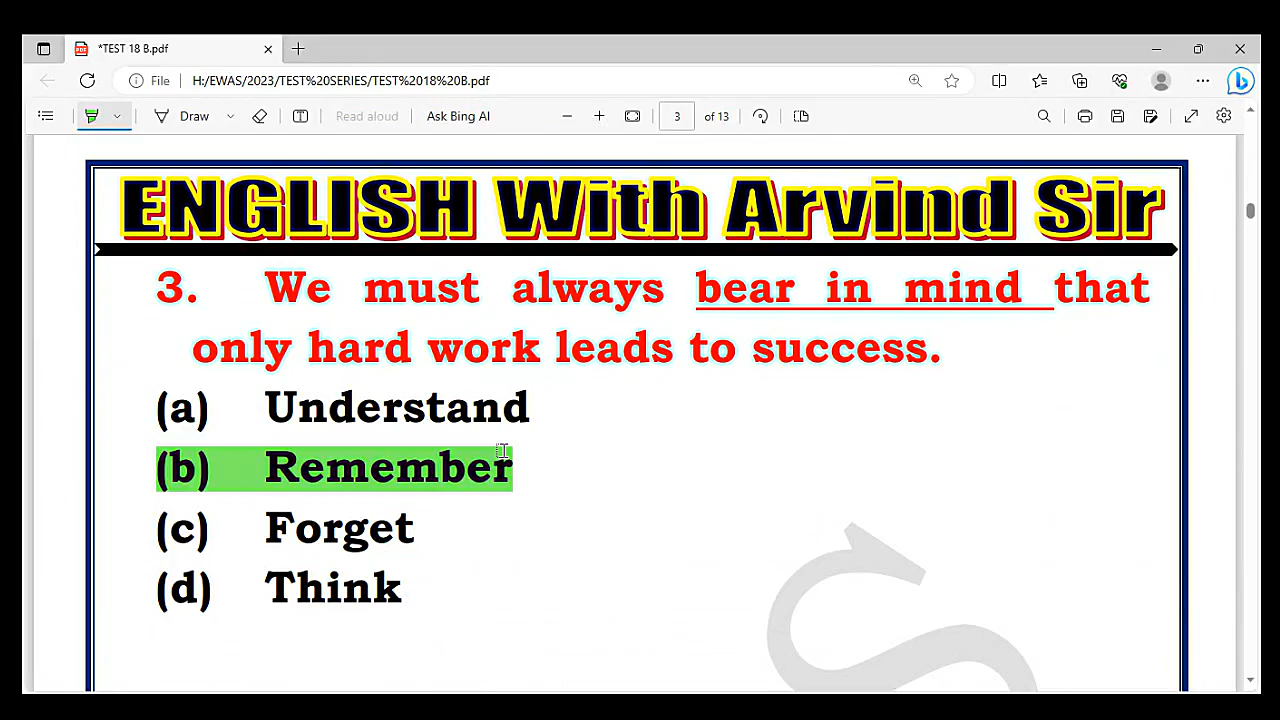 *TEST 18 B.pdf
File H:/EWAS/2023/TEST%20SERIES/TEST%2018%20B.pdf
Draw Read aloud Ask Bing AI 3 of 13
ENGLISH With Arvind Sir
3. We must always bear in mind that
only hard work leads to success.
(a) Understand
(b) Remember
(c) Forget
(d) Think
S